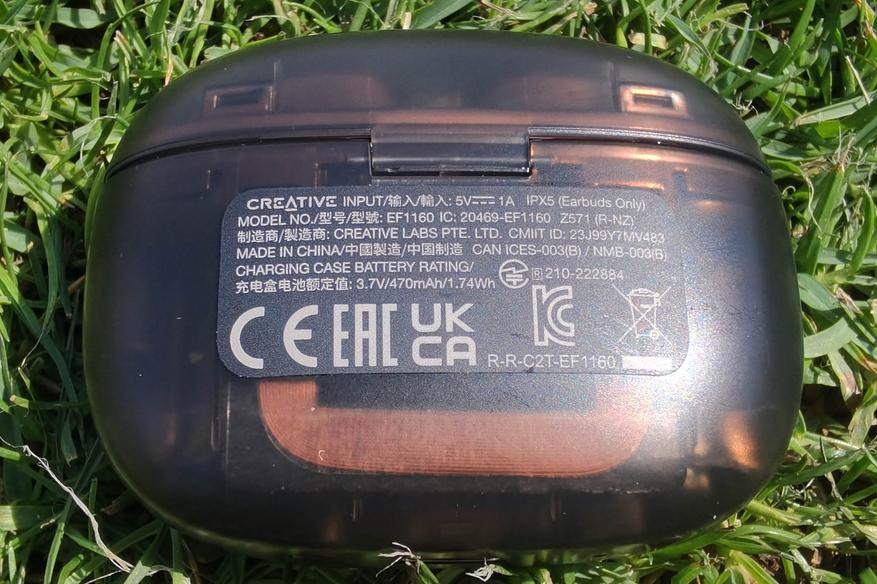 CREATIVE INPUT/输入/輸入: 5V⎓1A IPX5 (Earbuds Only)
MODEL NO./型号/型號: EF1160 IC: 20469-EF1160 Z571 (R-NZ)
制造商/製造商: CREATIVE LABS PTE. LTD. CMIIT ID: 23J99Y7MV483
MADE IN CHINA/中國製造/中国制造 CAN ICES-003(B) / NMB-003(B)
CHARGING CASE BATTERY RATING/
充电盒电池额定值: 3.7V/470mAh/1.74Wh
R 210-222884
CE EAC UK CA KC
R-R-C2T-EF1160